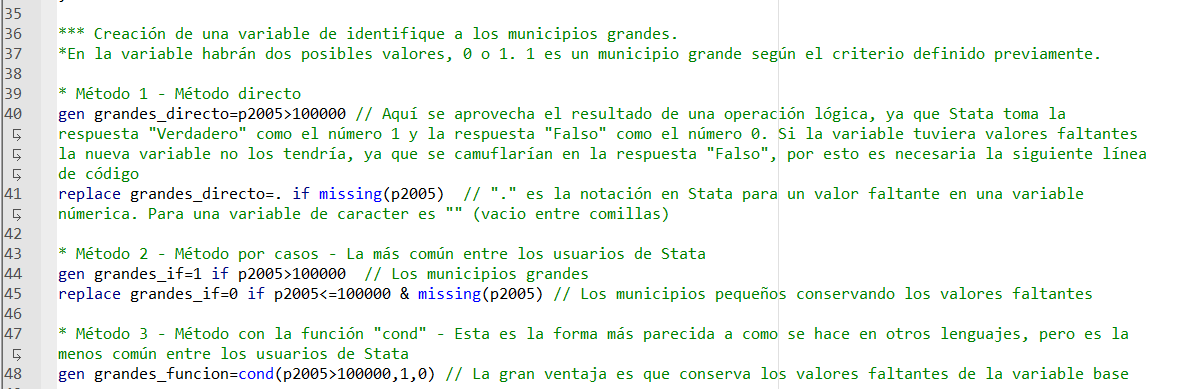 35
36 *** Creación de una variable de identifique a los municipios grandes.
37 *En la variable habrán dos posibles valores, 0 o 1. 1 es un municipio grande según el criterio definido previamente.
38
39 * Método 1 - Método directo
40 gen grandes_directo=p2005>100000 // Aquí se aprovecha el resultado de una operación lógica, ya que Stata toma la
respuesta "Verdadero" como el número 1 y la respuesta "Falso" como el número 0. Si la variable tuviera valores faltantes
la nueva variable no los tendría, ya que se camuflarían en la respuesta "Falso", por esto es necesaria la siguiente línea
de código
41 replace grandes_directo=. if missing(p2005)  // "." es la notación en Stata para un valor faltante en una variable
númerica. Para una variable de caracter es "" (vacio entre comillas)
42
43 * Método 2 - Método por casos - La más común entre los usuarios de Stata
44 gen grandes_if=1 if p2005>100000  // Los municipios grandes
45 replace grandes_if=0 if p2005<=100000 & missing(p2005) // Los municipios pequeños conservando los valores faltantes
46
47 * Método 3 - Método con la función "cond" - Esta es la forma más parecida a como se hace en otros lenguajes, pero es la
menos común entre los usuarios de Stata
48 gen grandes_funcion=cond(p2005>100000,1,0) // La gran ventaja es que conserva los valores faltantes de la variable base